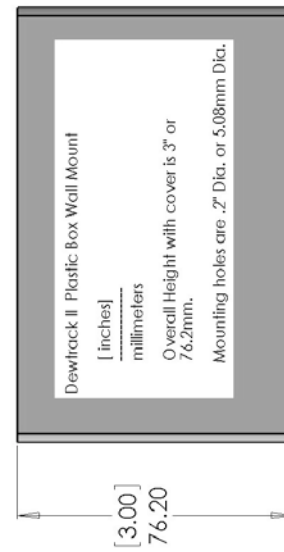 Dewtrack II Plastic Box Wall Mount
[ inches]
-----------
millimeters
Overall Height with cover is 3" or
76.2mm.
Mounting holes are .2" Dia. or 5.08mm Dia.
[3.00]
76.20